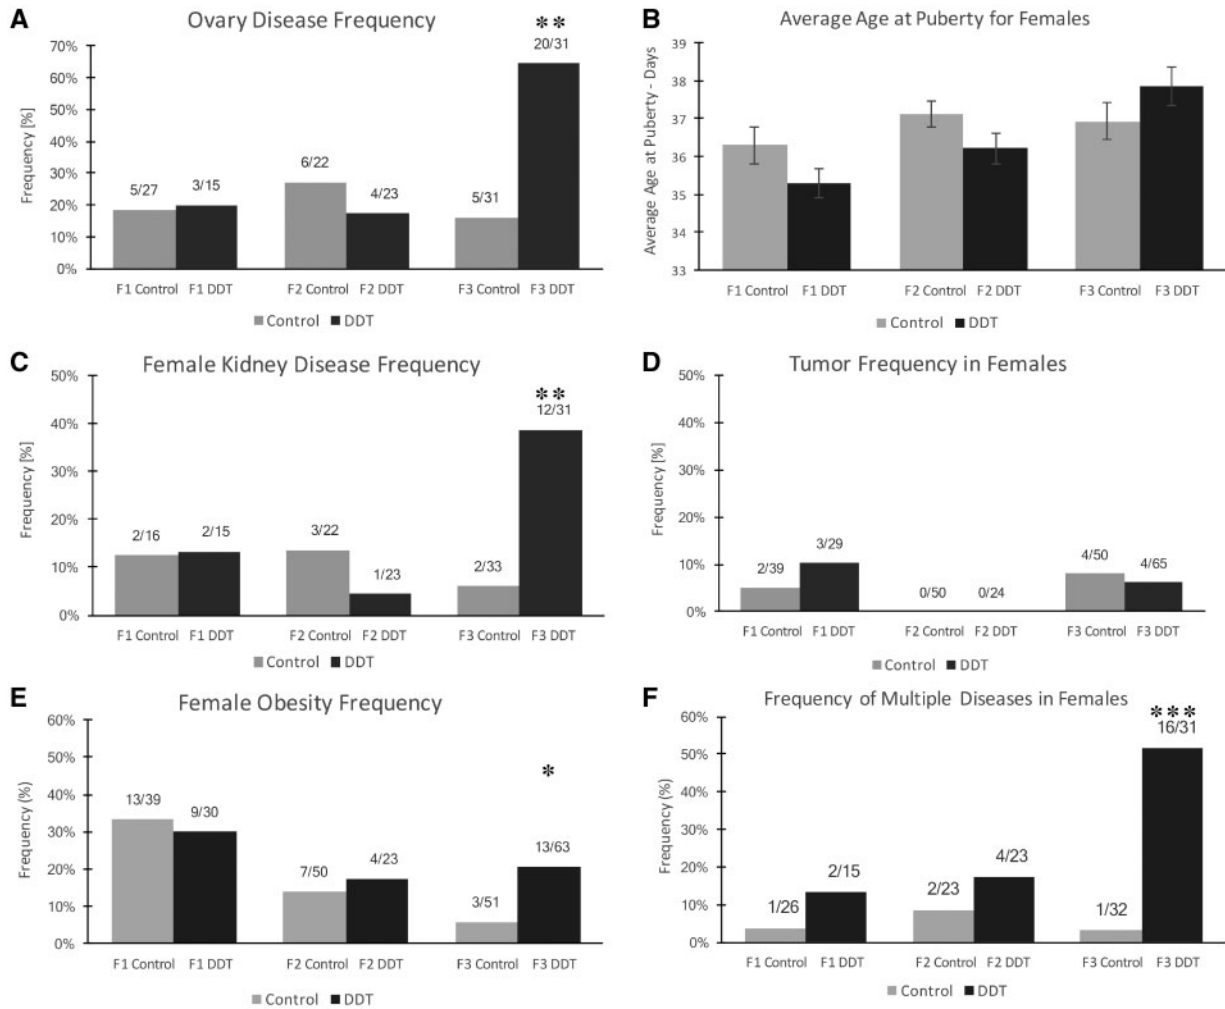 A
Ovary Disease Frequency
**
20/31
70%
60%
50%
40%
30%
20%
10%
0%
Frequency [%]
5/27
3/15
6/22
4/23
5/31
F1 Control F1 DDT F2 Control F2 DDT F3 Control F3 DDT
Control DDT
B
Average Age at Puberty for Females
39
38
37
36
35
34
33
Average Age at Puberty - Days
F1 Control F1 DDT F2 Control F2 DDT F3 Control F3 DDT
Control DDT
C
Female Kidney Disease Frequency
**
12/31
50%
40%
30%
20%
10%
0%
Frequency [%]
2/16
2/15
3/22
1/23
2/33
F1 Control F1 DDT F2 Control F2 DDT F3 Control F3 DDT
Control DDT
D
Tumor Frequency in Females
50%
40%
30%
20%
10%
0%
Frequency [%]
2/39
3/29
0/50
0/24
4/50
4/65
F1 Control F1 DDT F2 Control F2 DDT F3 Control F3 DDT
Control DDT
E
Female Obesity Frequency
60%
50%
40%
30%
20%
10%
0%
Frequency (%)
13/39
9/30
7/50
4/23
3/51
*
13/63
F1 Control F1 DDT F2 Control F2 DDT F3 Control F3 DDT
Control DDT
F
Frequency of Multiple Diseases in Females
***
16/31
60%
50%
40%
30%
20%
10%
0%
Frequency (%)
1/26
2/15
2/23
4/23
1/32
F1 Control F1 DDT F2 Control F2 DDT F3 Control F3 DDT
Control DDT